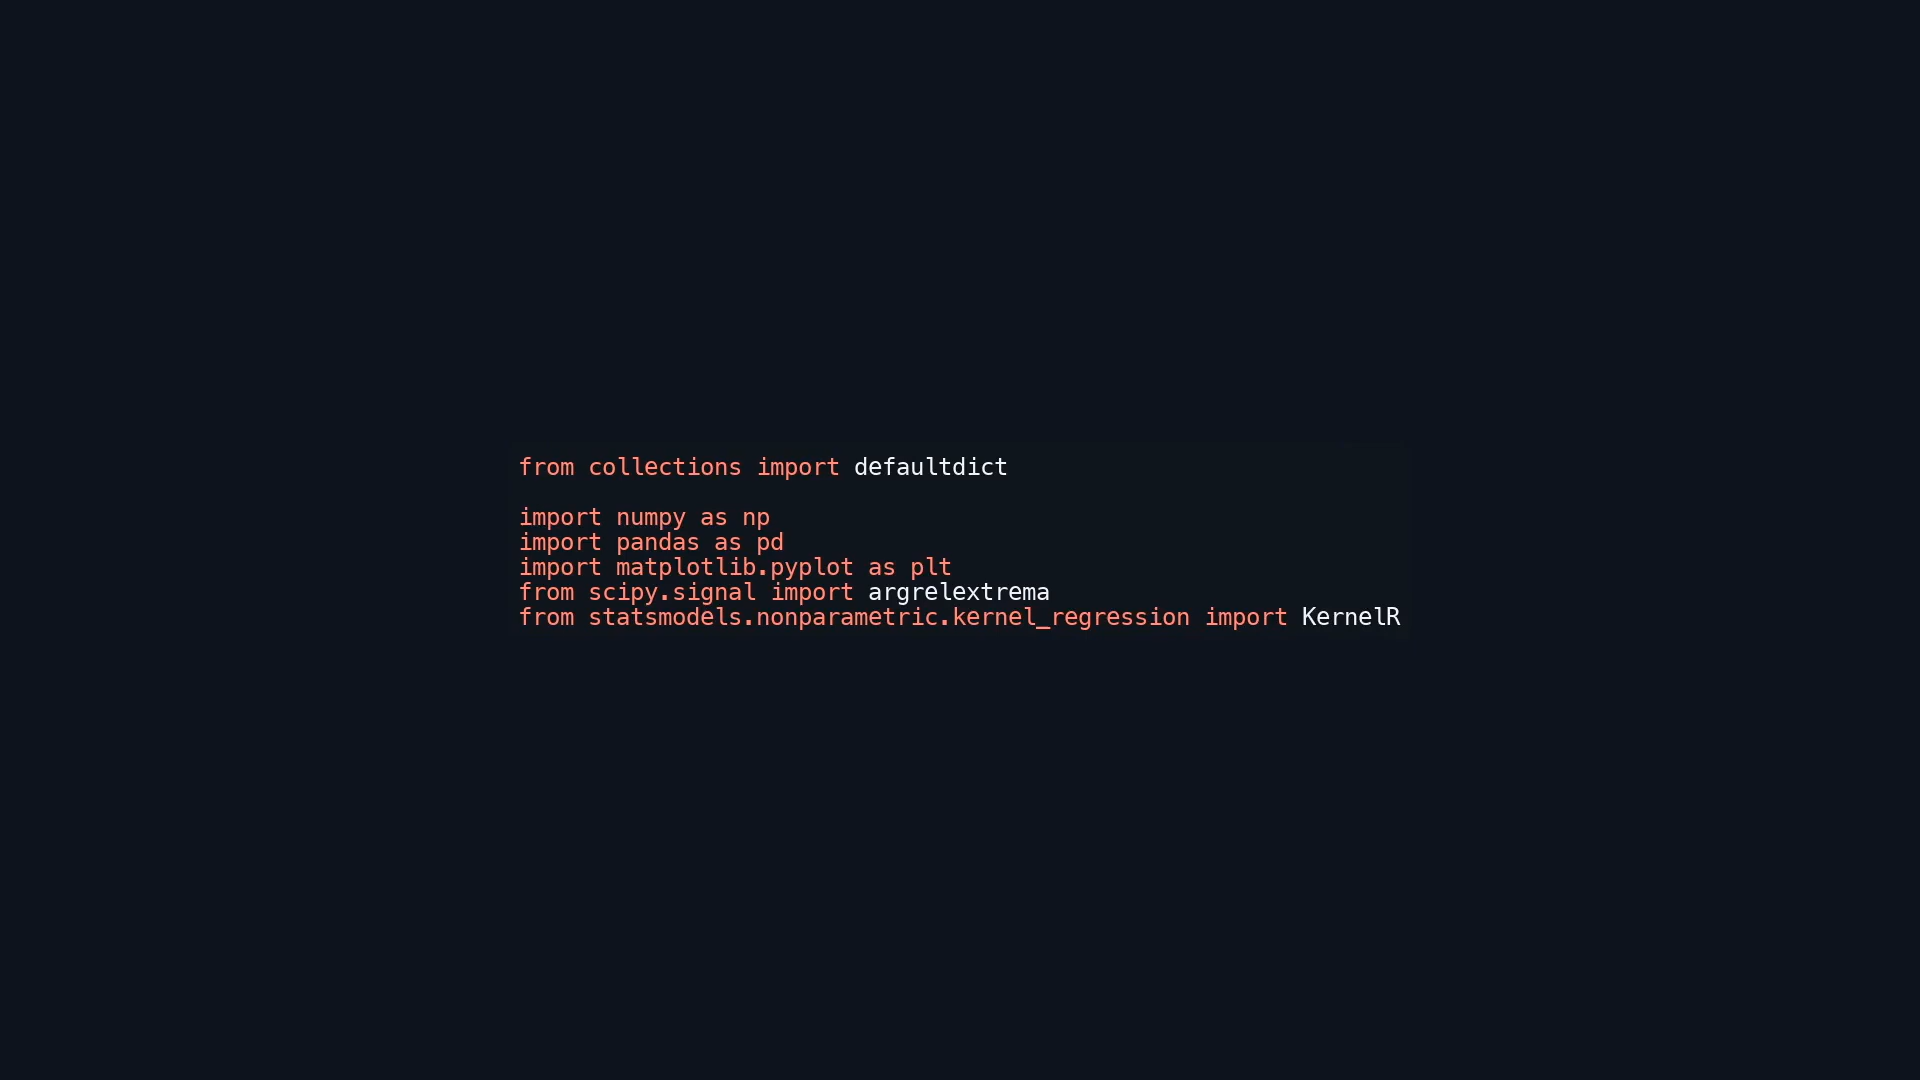 from collections import defaultdict
import numpy as np
import pandas as pd
import matplotlib.pyplot as plt
from scipy.signal import argrelextrema
from statsmodels.nonparametric.kernel_regression import KernelR